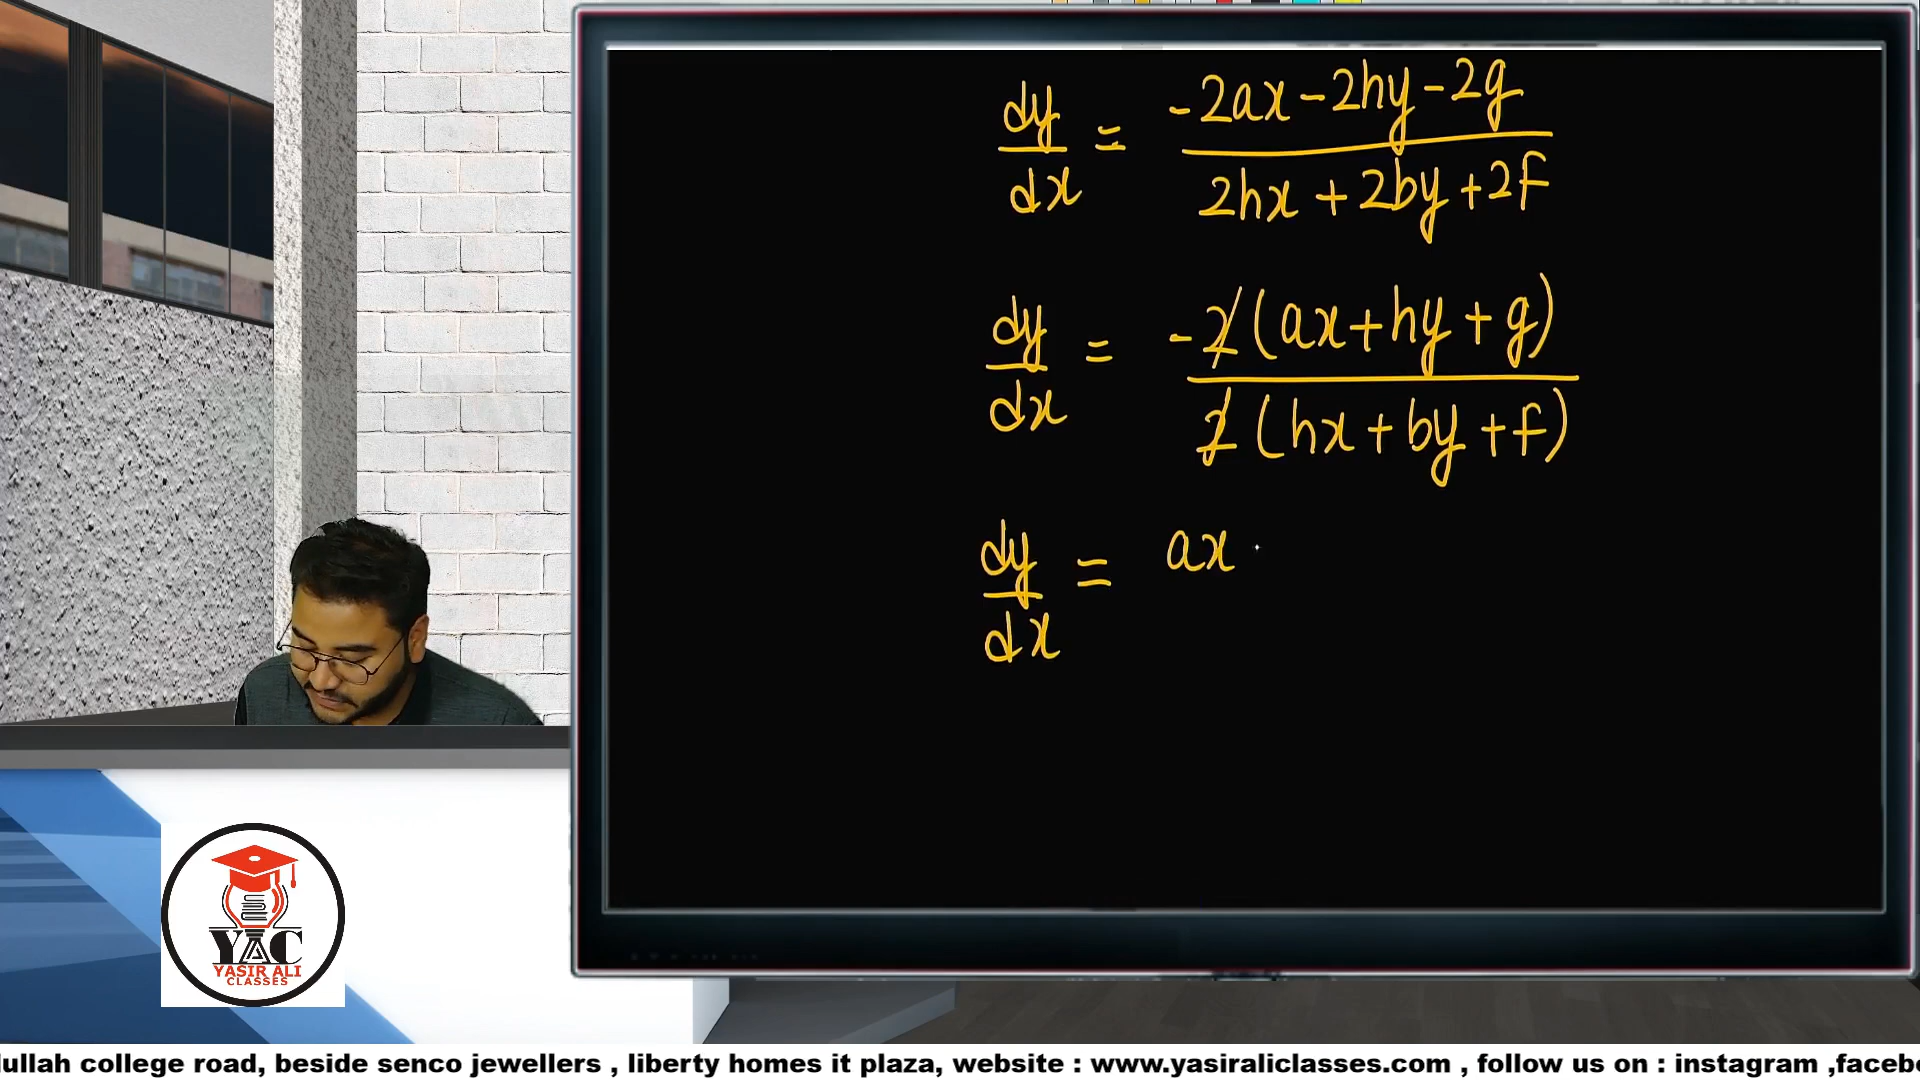 dy/dx = -2ax-2hy-2g / 2hx+2by+2f
dy/dx = -2(ax+hy+g) / 2(hx+by+f)
dy/dx = ax
YAC
YASIR ALI
CLASSES
college road, beside senco jewellers , liberty homes it plaza, website : www.yasiraliclasses.com , follow us on : instagram ,